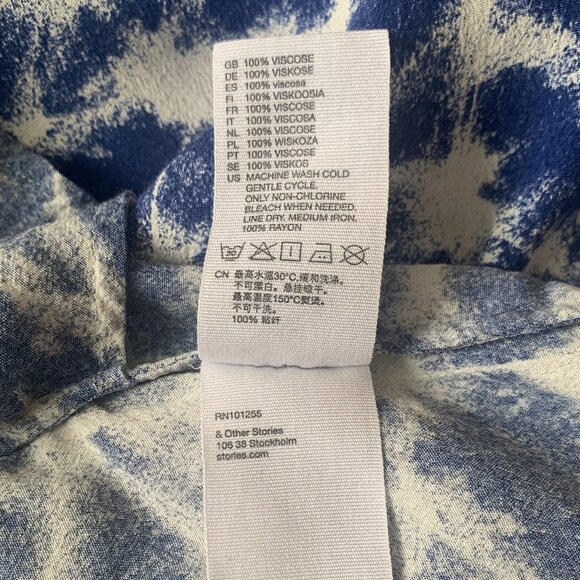 GB 100% VISCOSE
DE 100% VISKOSE
ES 100% viscosa
FI 100% VISKOOSIA
FR 100% VISCOSE
IT 100% VISCOSA
NL 100% VISCOSE
PL 100% WISKOZA
PT 100% VISCOSE
SE 100% VISKOS
US MACHINE WASH COLD
GENTLE CYCLE.
ONLY NON-CHLORINE
BLEACH WHEN NEEDED.
LINE DRY. MEDIUM IRON.
100% RAYON
30
CN 最高水温30°C,缓和洗涤.
不可漂白。悬挂晾干。
最高温度150°C熨烫。
不可干洗。
100% 粘纤
RN101255
& Other Stories
106 38 Stockholm
stories.com